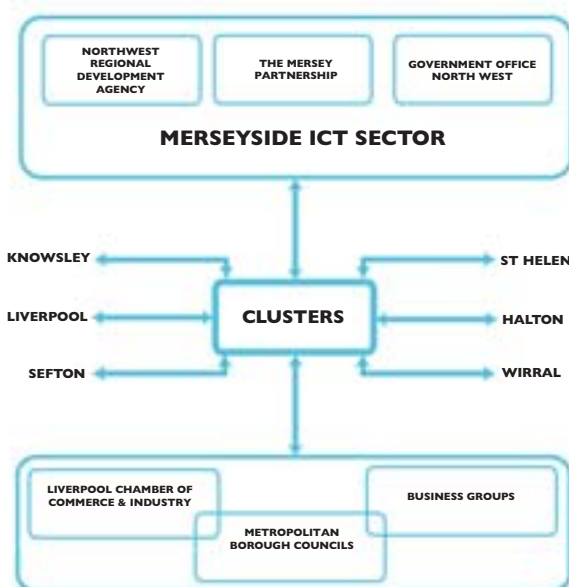 NORTHWEST
REGIONAL
DEVELOPMENT
AGENCY
THE MERSEY
PARTNERSHIP
GOVERNMENT OFFICE
NORTH WEST
MERSEYSIDE ICT SECTOR
KNOWSLEY
ST HELEN
LIVERPOOL
CLUSTERS
HALTON
SEFTON
WIRRAL
LIVERPOOL CHAMBER OF
COMMERCE & INDUSTRY
BUSINESS GROUPS
METROPOLITAN
BOROUGH COUNCILS